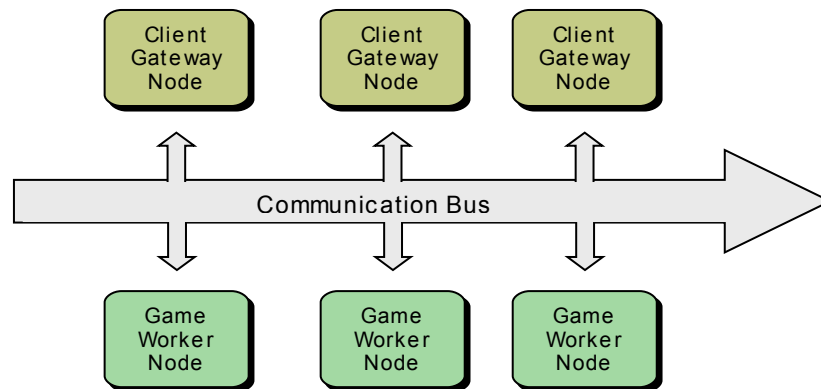 Client
Gateway
Node
Client
Gateway
Node
Client
Gateway
Node
Communication Bus
Game
Worker
Node
Game
Worker
Node
Game
Worker
Node